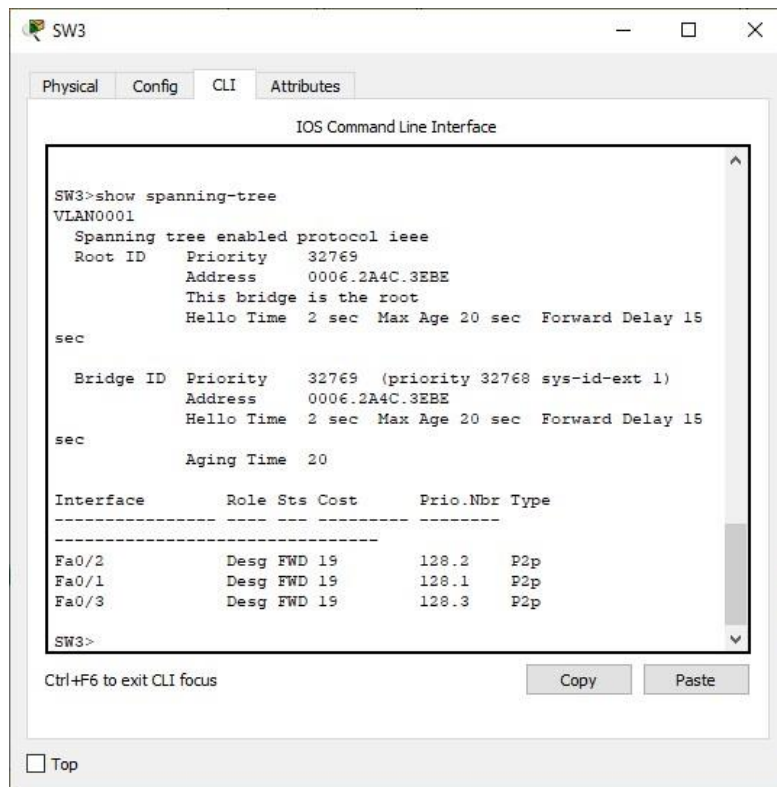 SW3
Physical Config CLI Attributes
IOS Command Line Interface
SW3>show spanning-tree
VLAN0001
  Spanning tree enabled protocol ieee
  Root ID    Priority    32769
             Address     0006.2A4C.3EBE
             This bridge is the root
             Hello Time  2 sec  Max Age 20 sec  Forward Delay 15
sec
  Bridge ID  Priority    32769  (priority 32768 sys-id-ext 1)
             Address     0006.2A4C.3EBE
             Hello Time  2 sec  Max Age 20 sec  Forward Delay 15
sec
             Aging Time  20
Interface        Role Sts Cost      Prio.Nbr Type
---------------- ---- --- --------- --------
--------------------------------
Fa0/2            Desg FWD 19        128.2    P2p
Fa0/1            Desg FWD 19        128.1    P2p
Fa0/3            Desg FWD 19        128.3    P2p
SW3>
Ctrl+F6 to exit CLI focus Copy Paste
Top